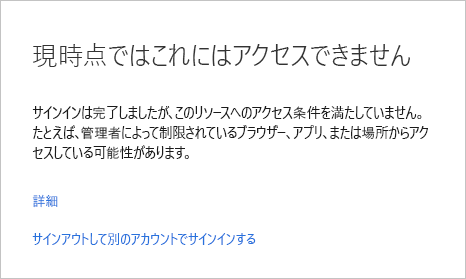 現時点ではこれにはアクセスできません
サインインは完了しましたが、このリソースへのアクセス条件を満たしていません。
たとえば、管理者によって制限されているブラウザー、アプリ、または場所からアク
セスしている可能性があります。
詳細
サインアウトして別のアカウントでサインインする